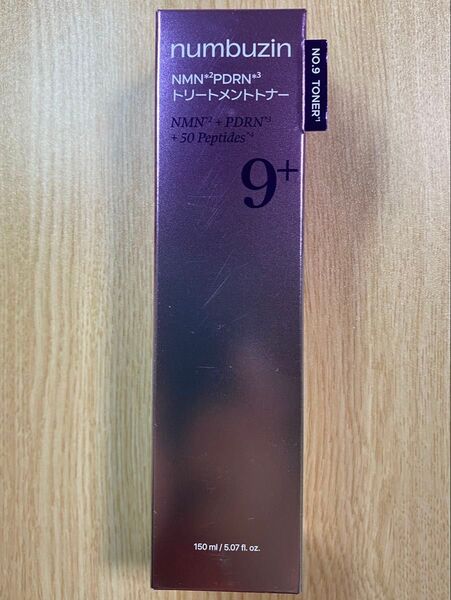 numbuzin
NO.9 TONER*1
NMN*2PDRN*3
トリートメントトナー
NMN*2 + PDRN*3
+ 50 Peptides*4
9+
150 ml / 5.07 fl. oz.